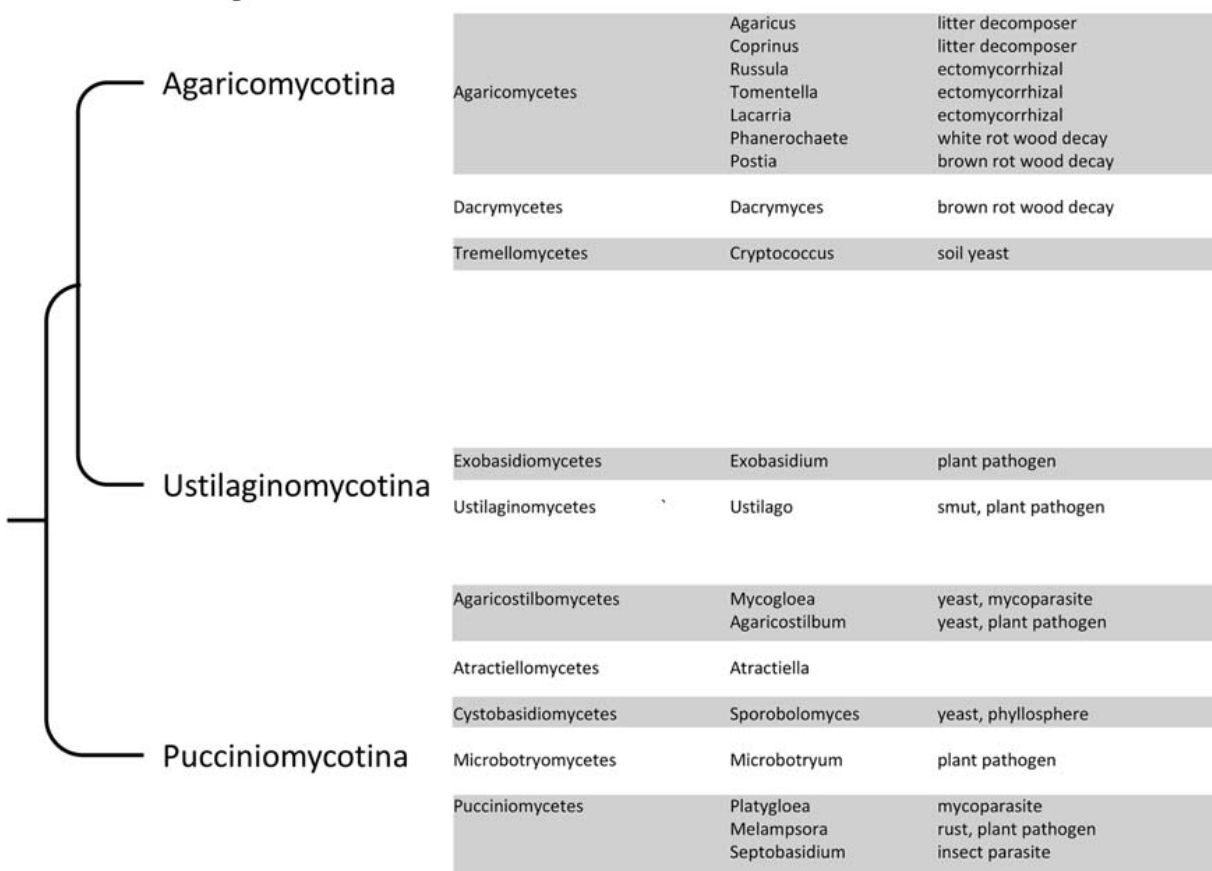 Agaricomycotina
Agaricomycetes
Agaricus litter decomposer
Coprinus litter decomposer
Russula ectomycorrhizal
Tomentella ectomycorrhizal
Lacarria ectomycorrhizal
Phanerochaete white rot wood decay
Postia brown rot wood decay
Dacrymycetes Dacrymyces brown rot wood decay
Tremellomycetes Cryptococcus soil yeast
Ustilaginomycotina
Exobasidiomycetes Exobasidium plant pathogen
Ustilaginomycetes ` Ustilago smut, plant pathogen
Pucciniomycotina
Agaricostilbomycetes Mycogloea yeast, mycoparasite
Agaricostilbum yeast, plant pathogen
Atractiellomycetes Atractiella
Cystobasidiomycetes Sporobolomyces yeast, phyllosphere
Microbotryomycetes Microbotryum plant pathogen
Pucciniomycetes Platygloea mycoparasite
Melampsora rust, plant pathogen
Septobasidium insect parasite